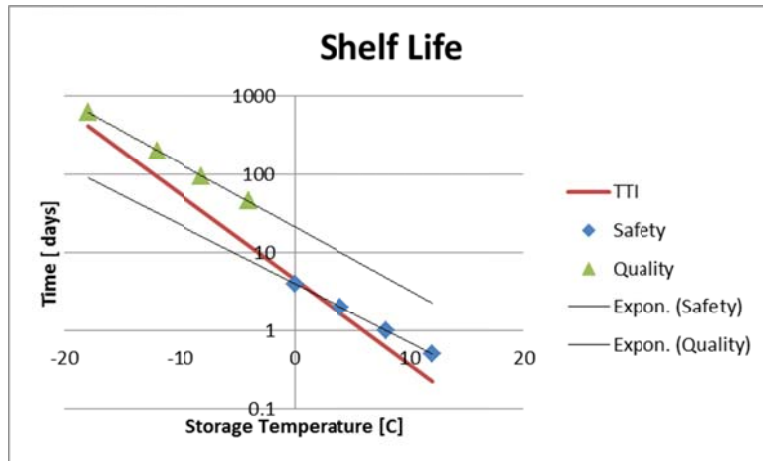 Shelf Life
1000
100
10
1
0.1
-20
-10
0
10
20
Time [ days]
Storage Temperature [C]
TTI
Safety
Quality
Expon. (Safety)
Expon. (Quality)